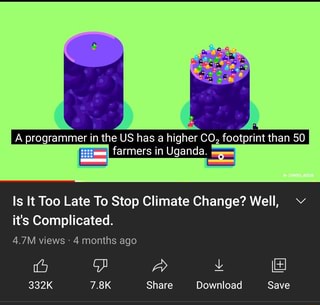 A programmer in the US has a higher CO₂ footprint than 50
farmers in Uganda.
Is It Too Late To Stop Climate Change? Well,
it's Complicated.
4.7M views · 4 months ago
332K 7.8K Share Download Save